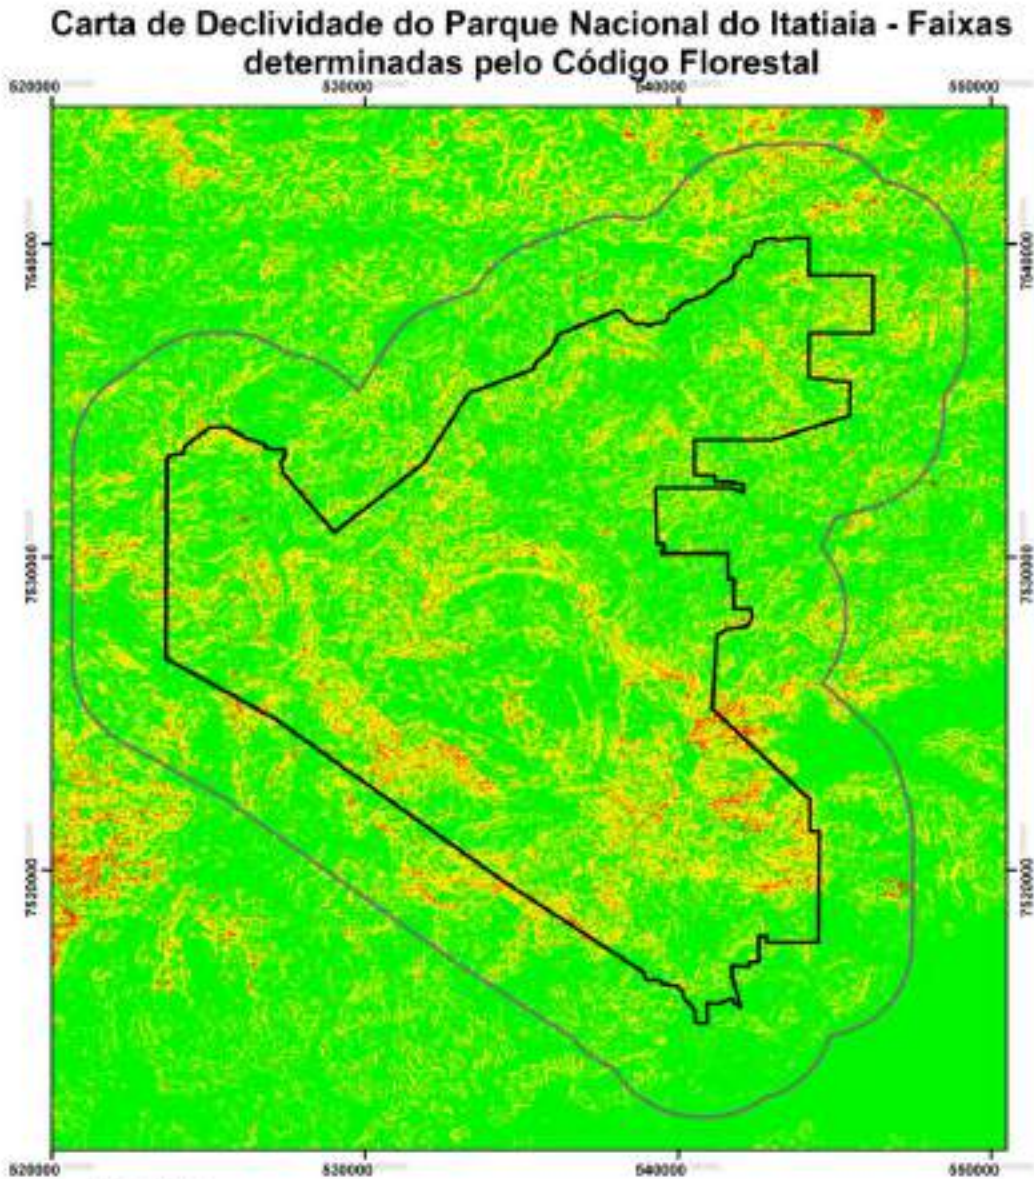 Carta de Declividade do Parque Nacional do Itatiaia - Faixas
determinadas pelo Código Florestal
520000 530000 540000 550000
7540000 7540000
7530000 7530000
7520000 7520000
520000 530000 540000 550000